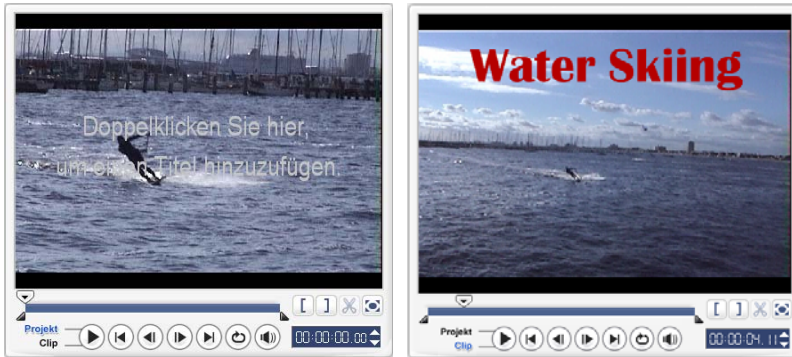 Doppelklicken Sie hier,
um einen Titel hinzuzufügen.
Projekt
Clip
00:00:00.00
Water Skiing
Projekt
Clip
00:00:04.11